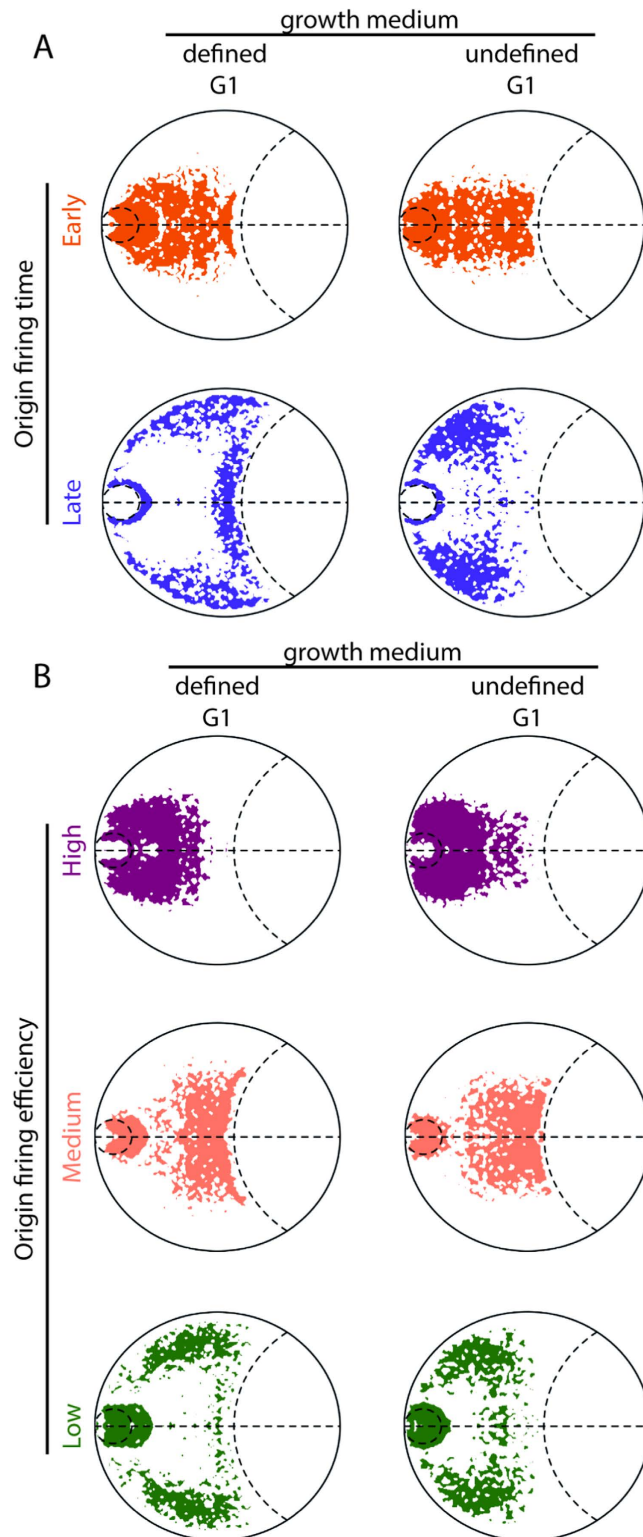 A
growth medium
defined
G1
undefined
G1
Origin firing time
Early
Late
B
growth medium
defined
G1
undefined
G1
Origin firing efficiency
High
Medium
Low